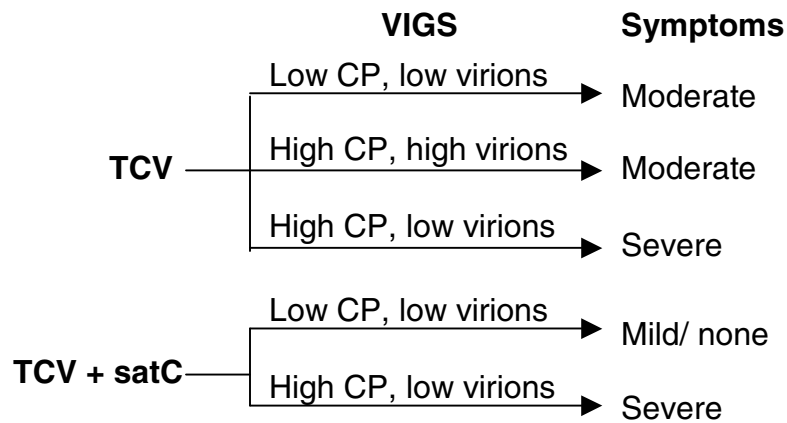 VIGS Symptoms
Low CP, low virions Moderate
TCV High CP, high virions Moderate
High CP, low virions Severe
Low CP, low virions Mild/ none
TCV + satC
High CP, low virions Severe